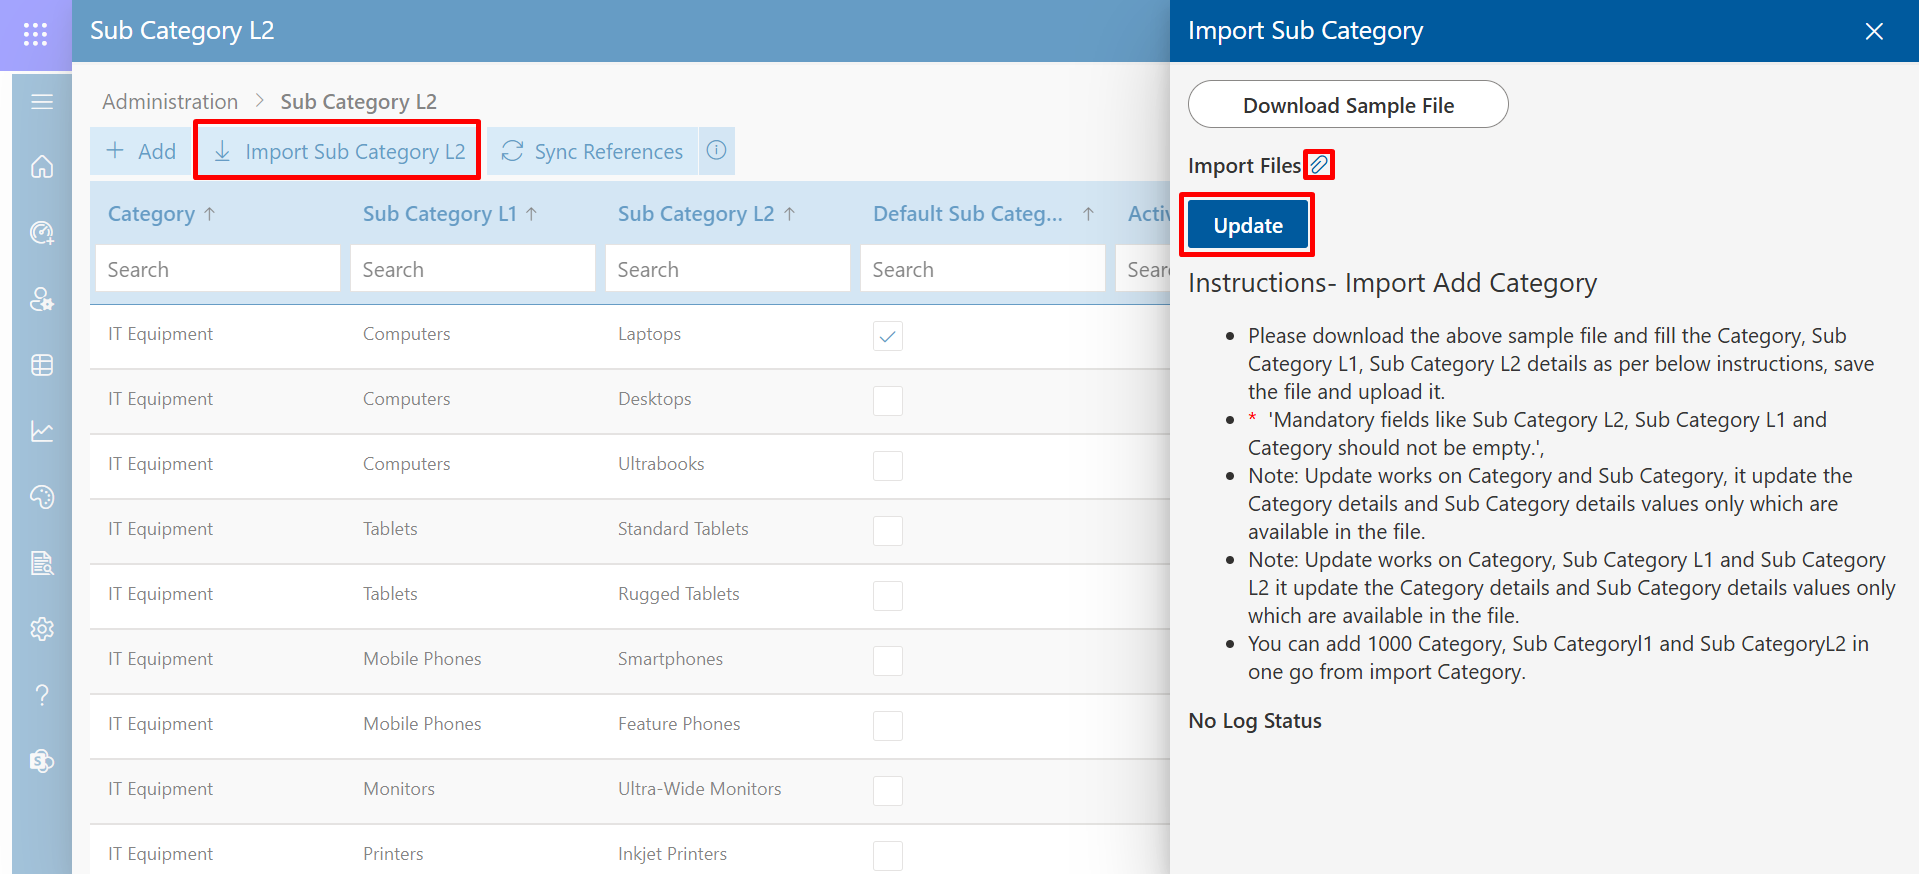 Sub Category L2
Import Sub Category
Administration > Sub Category L2
Download Sample File
Add
Import Sub Category L2
Sync References
Import Files
Update
Category ↑
Sub Category L1 ↑
Sub Category L2 ↑
Default Sub Categ... ↑
Activ
Search
Search
Search
Search
Sear
Instructions- Import Add Category
• Please download the above sample file and fill the Category, Sub
Category L1, Sub Category L2 details as per below instructions, save
the file and upload it.
• * 'Mandatory fields like Sub Category L2, Sub Category L1 and
Category should not be empty.',
• Note: Update works on Category and Sub Category, it update the
Category details and Sub Category details values only which are
available in the file.
• Note: Update works on Category, Sub Category L1 and Sub Category
L2 it update the Category details and Sub Category details values only
which are available in the file.
• You can add 1000 Category, Sub Categoryl1 and Sub CategoryL2 in
one go from import Category.
No Log Status
IT Equipment Computers Laptops
IT Equipment Computers Desktops
IT Equipment Computers Ultrabooks
IT Equipment Tablets Standard Tablets
IT Equipment Tablets Rugged Tablets
IT Equipment Mobile Phones Smartphones
IT Equipment Mobile Phones Feature Phones
IT Equipment Monitors Ultra-Wide Monitors
IT Equipment Printers Inkjet Printers